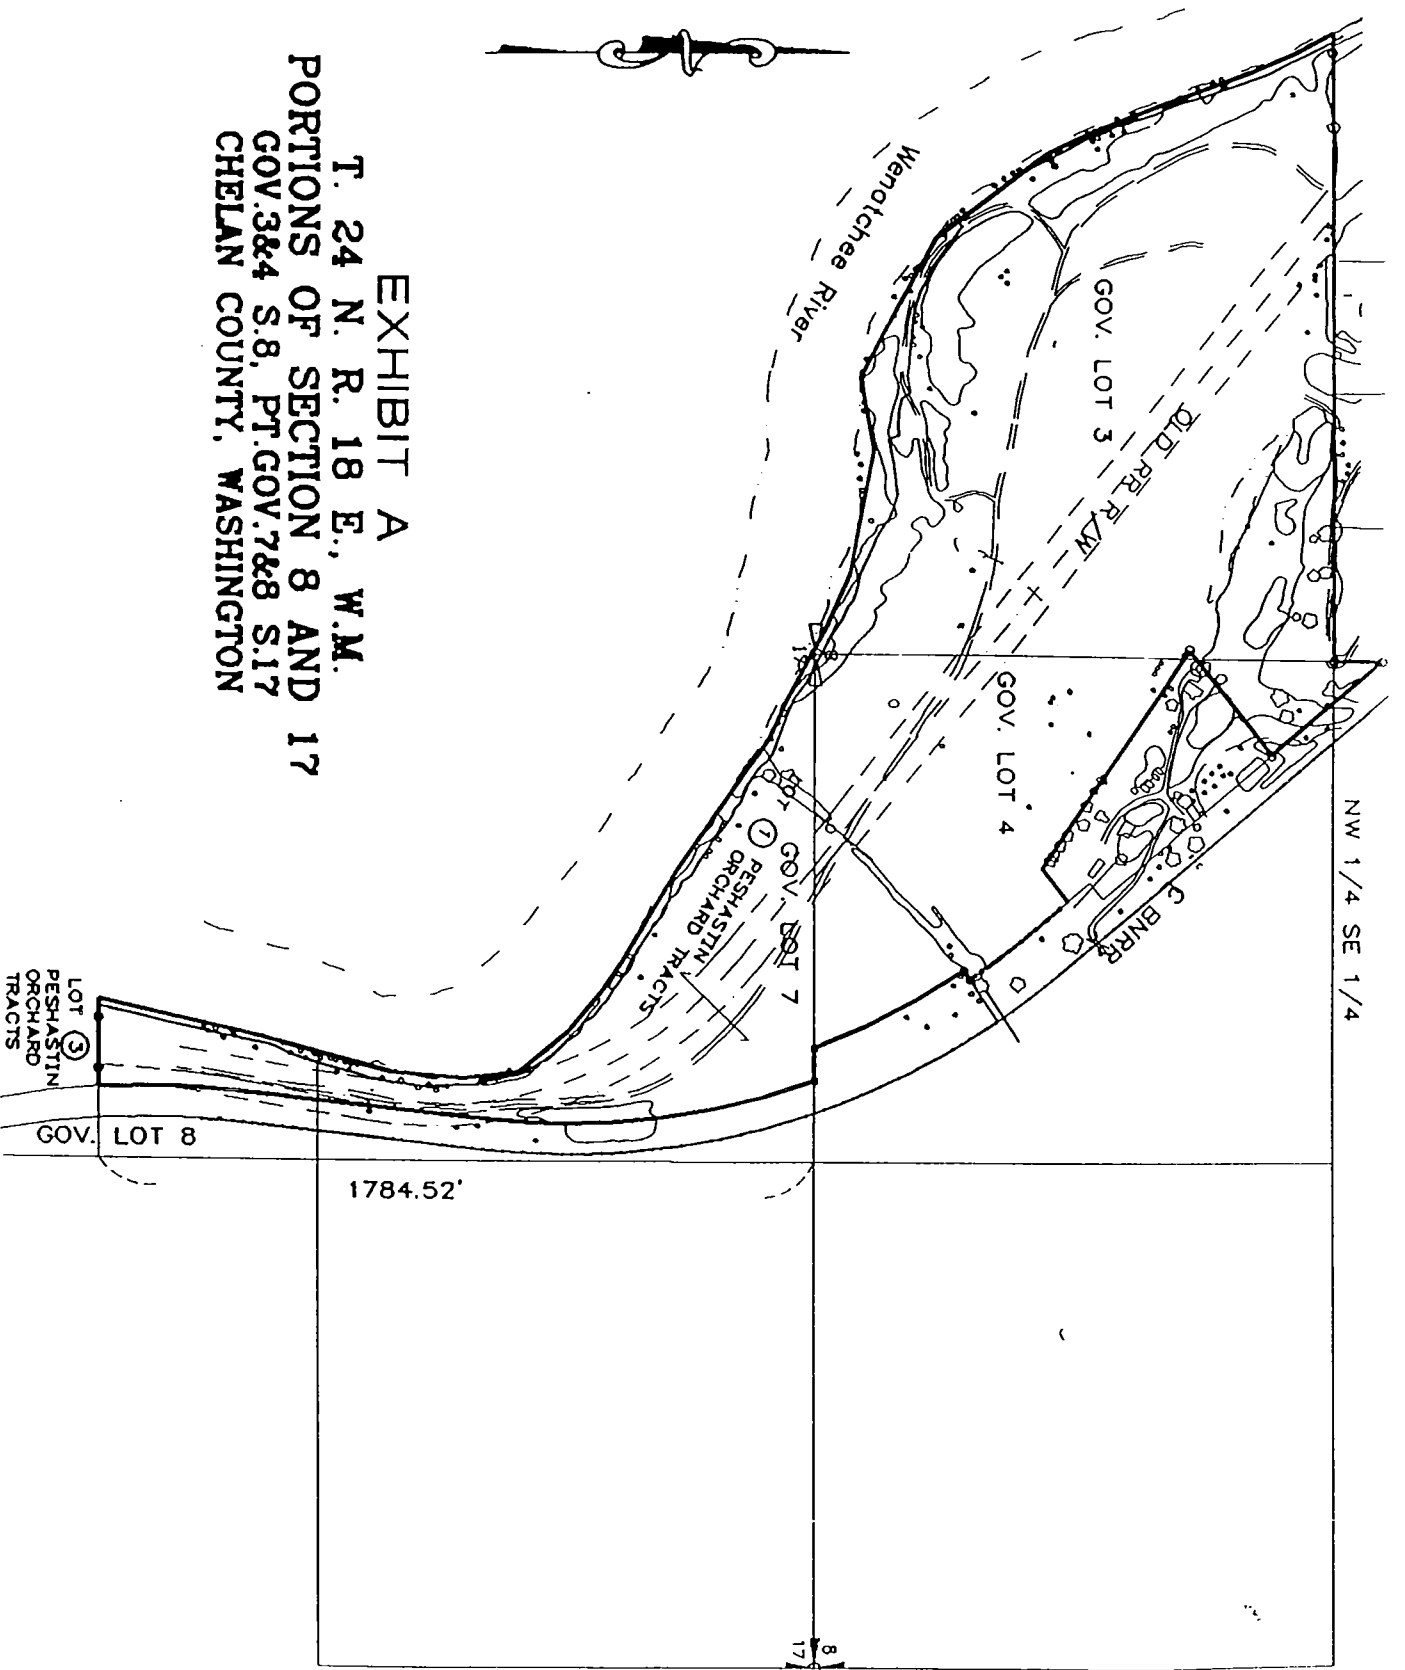 EXHIBIT A
T. 24 N. R. 18 E., W.M.
PORTIONS OF SECTION 8 AND 17
GOV.3&4 S.8, PT.GOV.7&8 S.17
CHELAN COUNTY, WASHINGTON
Wenatchee River
GOV. LOT 3
OLD RR R/W
GOV. LOT 4
NW 1/4 SE 1/4
₵ BNRR
GOV. LOT 7
LOT 1 PESHASTIN
ORCHARD TRACTS
LOT 3
PESHASTIN
ORCHARD
TRACTS
GOV. LOT 8
1784.52'
8
17